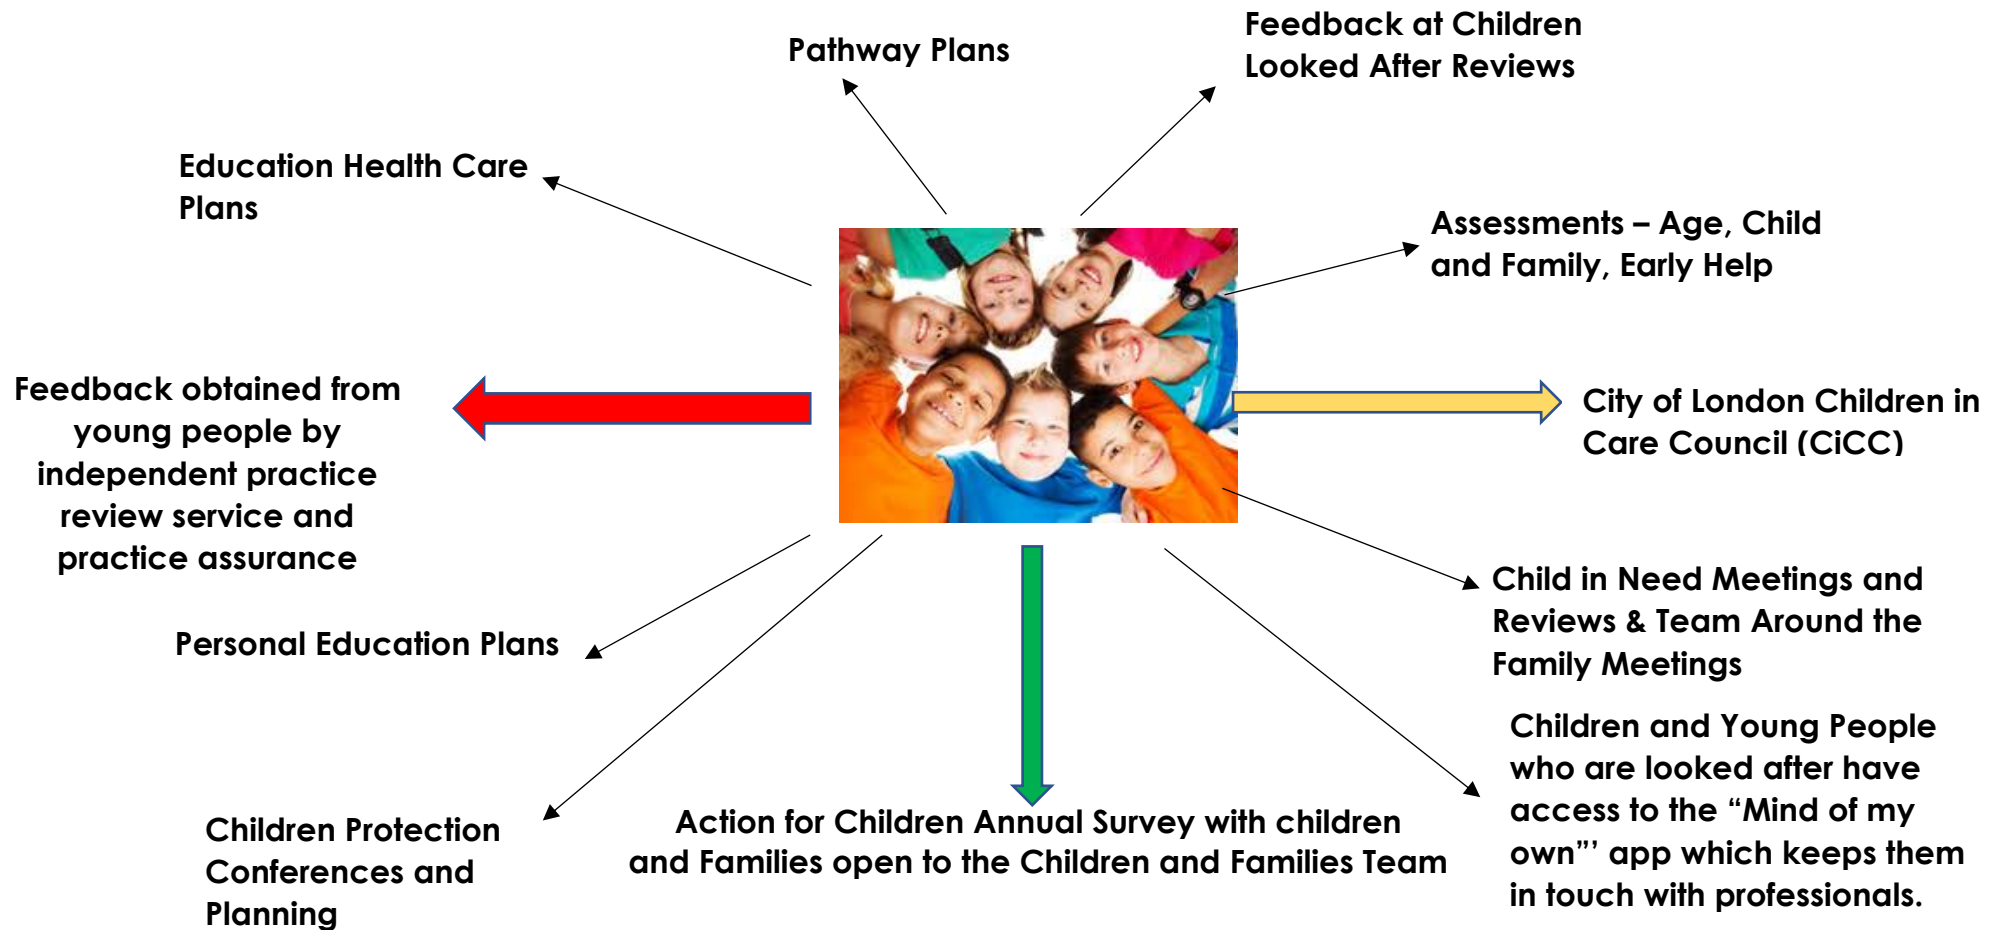 Pathway Plans
Feedback at Children
Looked After Reviews
Education Health Care
Plans
Assessments – Age, Child
and Family, Early Help
Feedback obtained from
young people by
independent practice
review service and
practice assurance
City of London Children in
Care Council (CiCC)
Child in Need Meetings and
Reviews & Team Around the
Family Meetings
Personal Education Plans
Children and Young People
who are looked after have
access to the “Mind of my
own”’ app which keeps them
in touch with professionals.
Children Protection
Conferences and
Planning
Action for Children Annual Survey with children
and Families open to the Children and Families Team